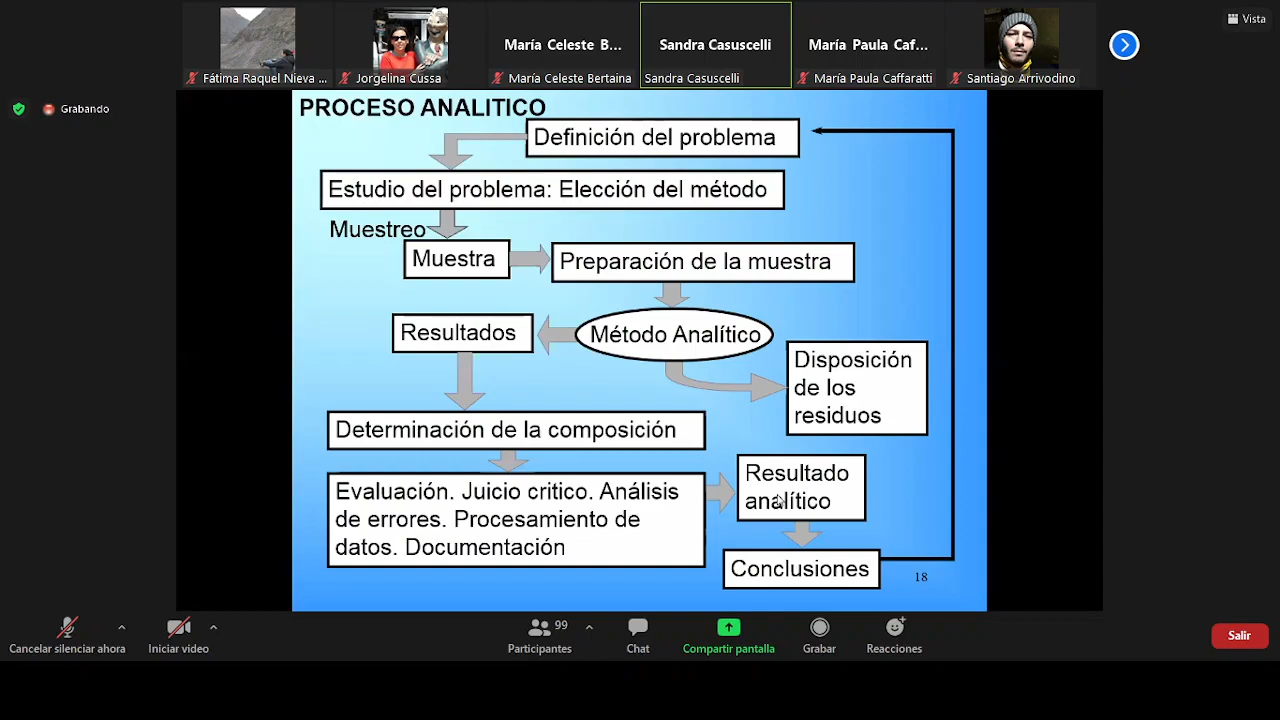 María Celeste B...
Sandra Casuscelli
María Paula Caf...
Vista
Fátima Raquel Nieva ...
Jorgelina Cussa
María Celeste Bertaina
Sandra Casuscelli
María Paula Caffaratti
Santiago Arrivodino
Grabando
PROCESO ANALITICO
Definición del problema
Estudio del problema: Elección del método
Muestreo
Muestra
Preparación de la muestra
Resultados
Método Analítico
Disposición
de los
residuos
Determinación de la composición
Evaluación. Juicio critico. Análisis
de errores. Procesamiento de
datos. Documentación
Resultado
analítico
Conclusiones
18
Cancelar silenciar ahora
Iniciar video
99
Participantes
Chat
Compartir pantalla
Grabar
Reacciones
Salir